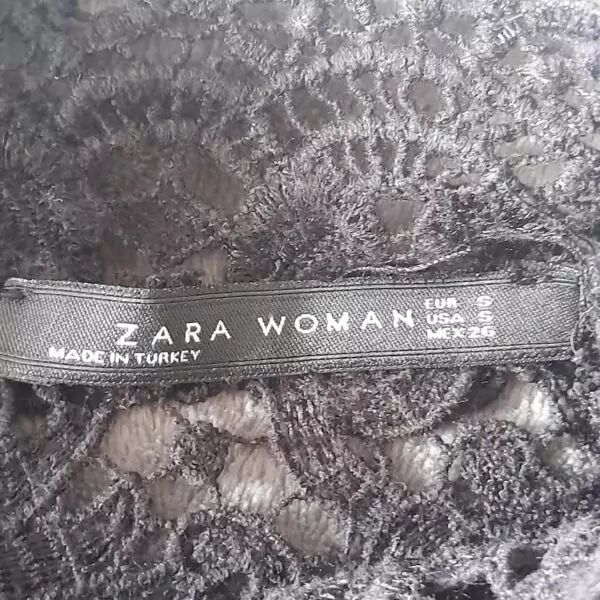 ZARA WOMAN
MADE IN TURKEY
EUR S
USA S
MEX 26